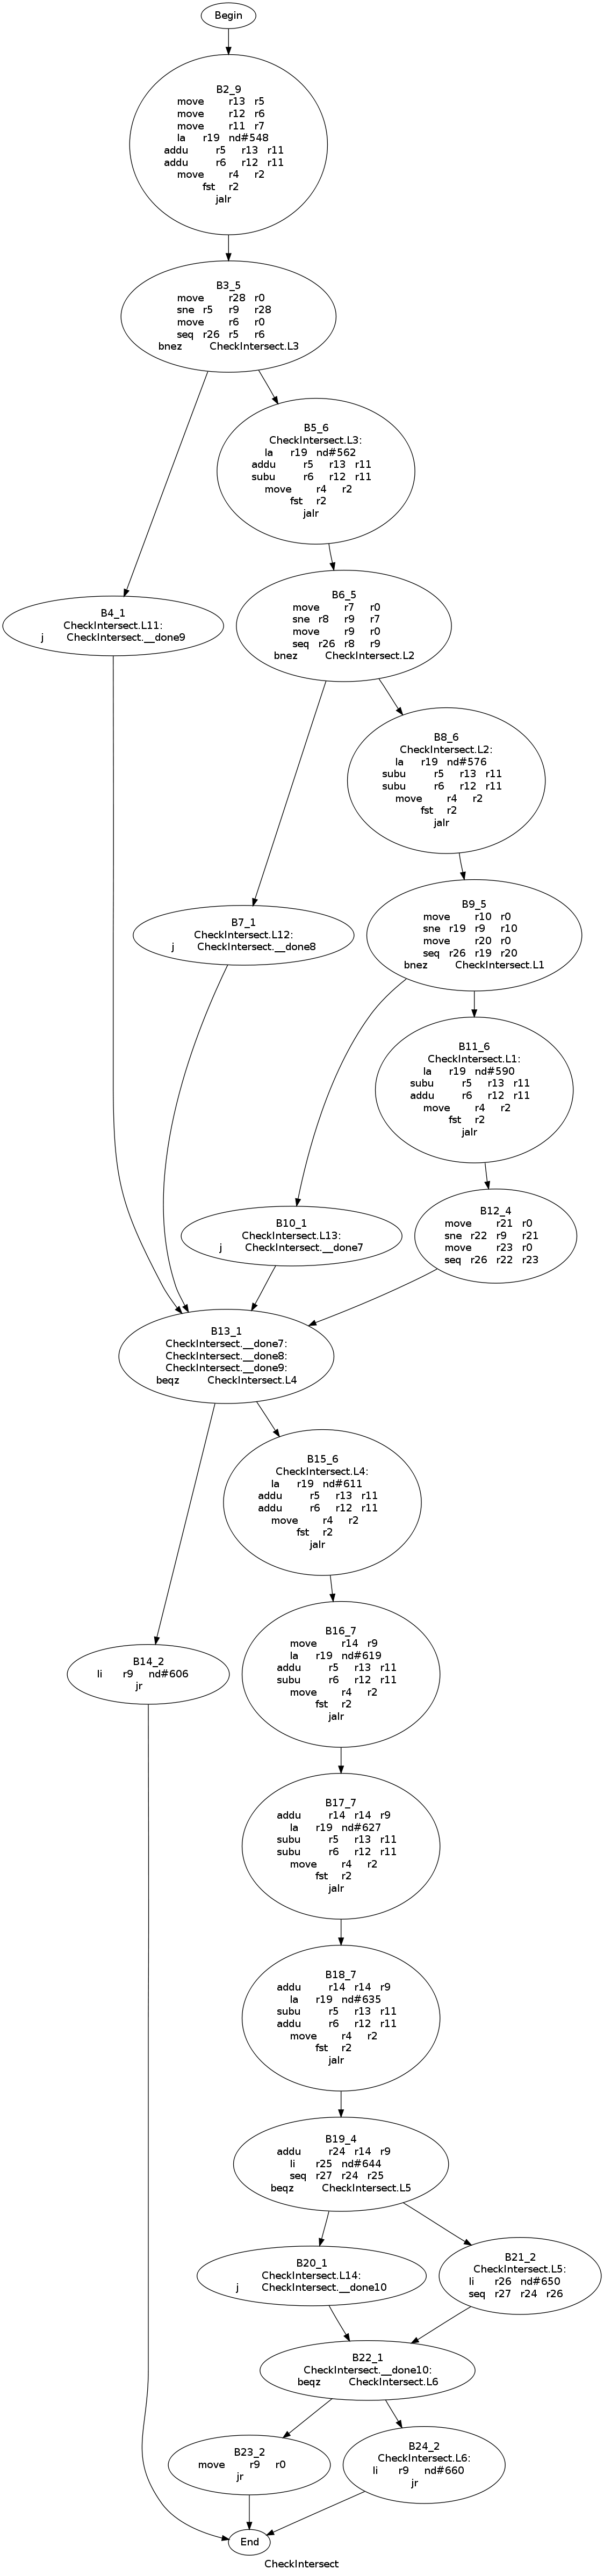 Begin
B2_9
move r13 r5
move r12 r6
move r11 r7
la r19 nd#548
addu r5 r13 r11
addu r6 r12 r11
move r4 r2
fst r2
jalr
B3_5
move r28 r0
sne r5 r9 r28
move r6 r0
seq r26 r5 r6
bnez CheckIntersect.L3
B5_6
CheckIntersect.L3:
la r19 nd#562
addu r5 r13 r11
subu r6 r12 r11
move r4 r2
fst r2
jalr
B4_1
CheckIntersect.L11:
j CheckIntersect.__done9
B6_5
move r7 r0
sne r8 r9 r7
move r9 r0
seq r26 r8 r9
bnez CheckIntersect.L2
B8_6
CheckIntersect.L2:
la r19 nd#576
subu r5 r13 r11
subu r6 r12 r11
move r4 r2
fst r2
jalr
B7_1
CheckIntersect.L12:
j CheckIntersect.__done8
B9_5
move r10 r0
sne r19 r9 r10
move r20 r0
seq r26 r19 r20
bnez CheckIntersect.L1
B11_6
CheckIntersect.L1:
la r19 nd#590
subu r5 r13 r11
addu r6 r12 r11
move r4 r2
fst r2
jalr
B10_1
CheckIntersect.L13:
j CheckIntersect.__done7
B12_4
move r21 r0
sne r22 r9 r21
move r23 r0
seq r26 r22 r23
B13_1
CheckIntersect.__done7:
CheckIntersect.__done8:
CheckIntersect.__done9:
beqz CheckIntersect.L4
B15_6
CheckIntersect.L4:
la r19 nd#611
addu r5 r13 r11
addu r6 r12 r11
move r4 r2
fst r2
jalr
B14_2
li r9 nd#606
jr
B16_7
move r14 r9
la r19 nd#619
addu r5 r13 r11
subu r6 r12 r11
move r4 r2
fst r2
jalr
B17_7
addu r14 r14 r9
la r19 nd#627
subu r5 r13 r11
subu r6 r12 r11
move r4 r2
fst r2
jalr
B18_7
addu r14 r14 r9
la r19 nd#635
subu r5 r13 r11
addu r6 r12 r11
move r4 r2
fst r2
jalr
B19_4
addu r24 r14 r9
li r25 nd#644
seq r27 r24 r25
beqz CheckIntersect.L5
B20_1
CheckIntersect.L14:
j CheckIntersect.__done10
B21_2
CheckIntersect.L5:
li r26 nd#650
seq r27 r24 r26
B22_1
CheckIntersect.__done10:
beqz CheckIntersect.L6
B23_2
move r9 r0
jr
B24_2
CheckIntersect.L6:
li r9 nd#660
jr
End
CheckIntersect